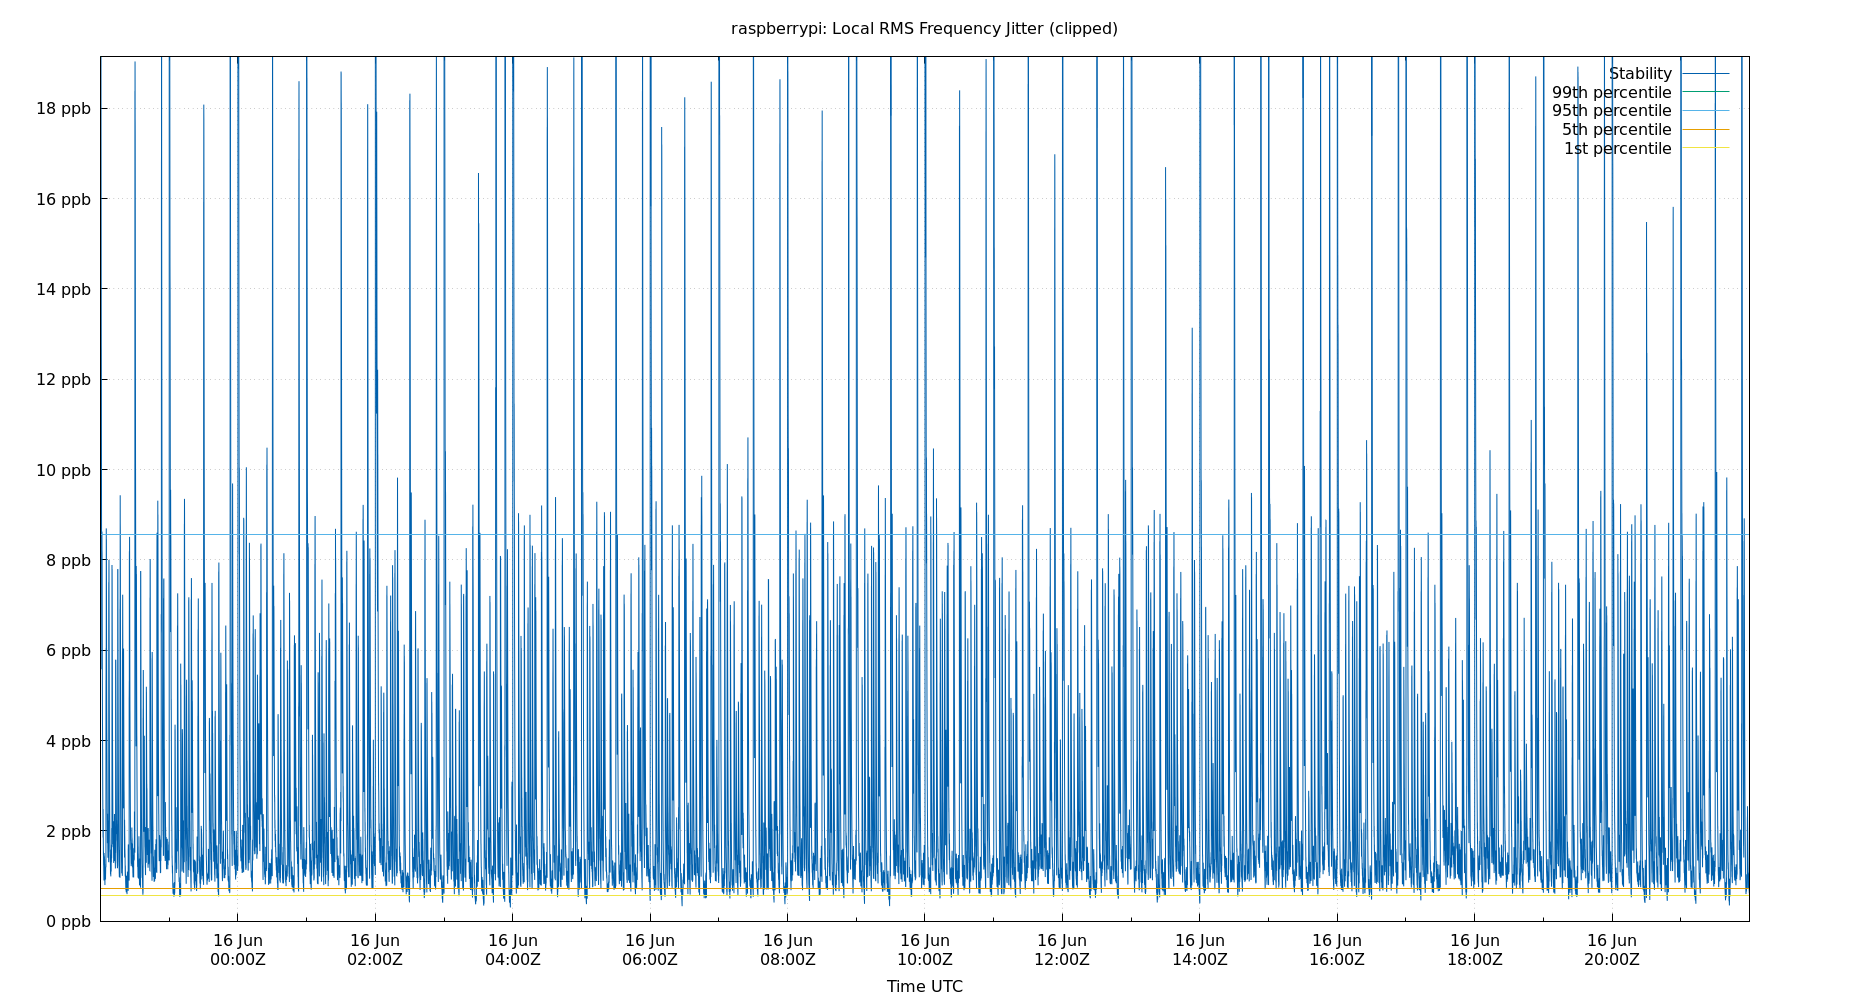 raspberrypi: Local RMS Frequency Jitter (clipped)
Stability
99th percentile
95th percentile
5th percentile
1st percentile
18 ppb
16 ppb
14 ppb
12 ppb
10 ppb
8 ppb
6 ppb
4 ppb
2 ppb
0 ppb
16 Jun 16 Jun 16 Jun 16 Jun 16 Jun 16 Jun 16 Jun 16 Jun 16 Jun 16 Jun 16 Jun
00:00Z 02:00Z 04:00Z 06:00Z 08:00Z 10:00Z 12:00Z 14:00Z 16:00Z 18:00Z 20:00Z
Time UTC